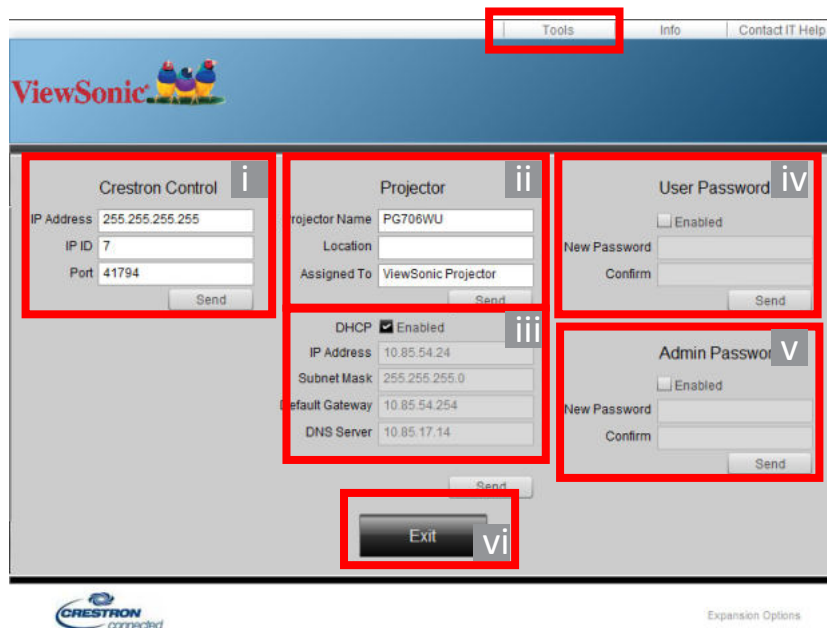 Tools
Info
Contact IT Help
ViewSonic
i
Crestron Control
IP Address 255.255.255.255
IP ID 7
Port 41794
Send
ii
Projector
Projector Name PG706WU
Location
Assigned To ViewSonic Projector
Send
iii
DHCP Enabled
IP Address 10.85.54.24
Subnet Mask 255.255.255.0
Default Gateway 10.85.54.254
DNS Server 10.85.17.14
Send
iv
User Password
Enabled
New Password
Confirm
Send
v
Admin Password
Enabled
New Password
Confirm
Send
Exit
vi
CRESTRON
connected
Expansion Options